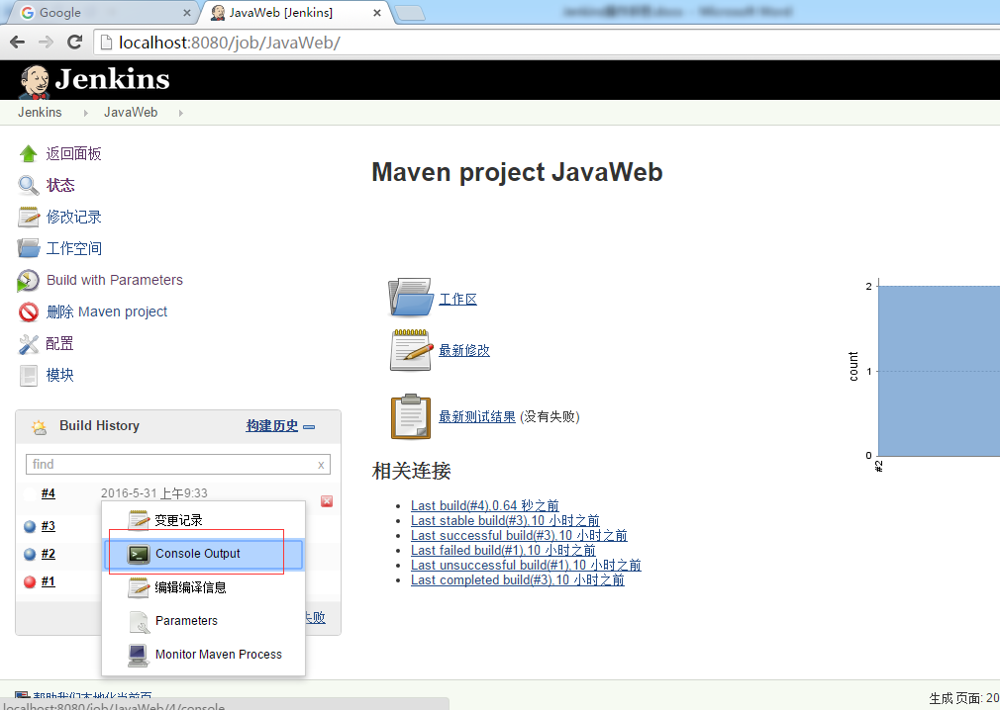 Google
JavaWeb [Jenkins]
localhost:8080/job/JavaWeb/
Jenkins
Jenkins
JavaWeb
返回面板
状态
修改记录
工作空间
Build with Parameters
删除 Maven project
配置
模块
Build History
构建历史
find
x
#4
2016-5-31 上午9:33
#3
#2
#1
变更记录
Console Output
编辑编译信息
Parameters
Monitor Maven Process
失败
Maven project JavaWeb
工作区
最新修改
最新测试结果 (没有失败)
相关连接
Last build(#4),0.64 秒之前
Last stable build(#3),10 小时之前
Last successful build(#3),10 小时之前
Last failed build(#1),10 小时之前
Last unsuccessful build(#1),10 小时之前
Last completed build(#3),10 小时之前
count
2
1
0
#2
帮助我们本地化当前页
生成页面: 20
localhost:8080/job/JavaWeb/4/console